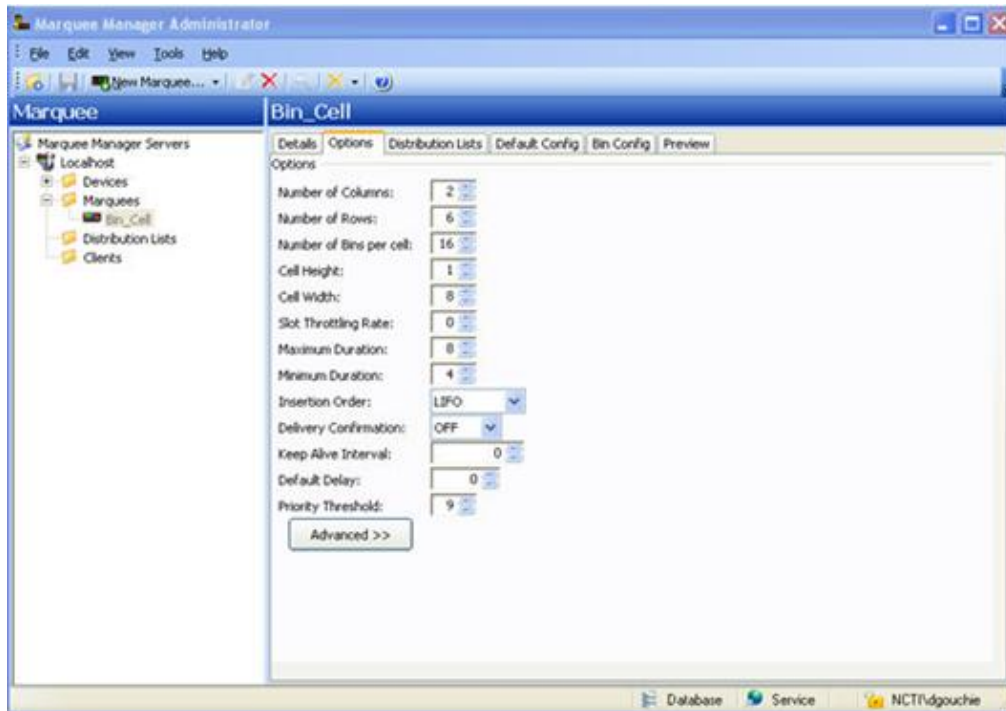 Marquee Manager Administrator
File Edit View Tools Help
New Marquee...
Marquee
Bin_Cell
Marquee Manager Servers
Localhost
Devices
Marquees
Bin_Cell
Distribution Lists
Clients
Details Options Distribution Lists Default Config Bin Config Preview
Options
Number of Columns: 2
Number of Rows: 6
Number of Bins per cell: 16
Cell Height: 1
Cell Width: 8
Slot Throttling Rate: 0
Maximum Duration: 8
Minimum Duration: 4
Insertion Order: LIFO
Delivery Confirmation: OFF
Keep Alive Interval: 0
Default Delay: 0
Priority Threshold: 9
Advanced >>
Database Service NCTI\dgouchie